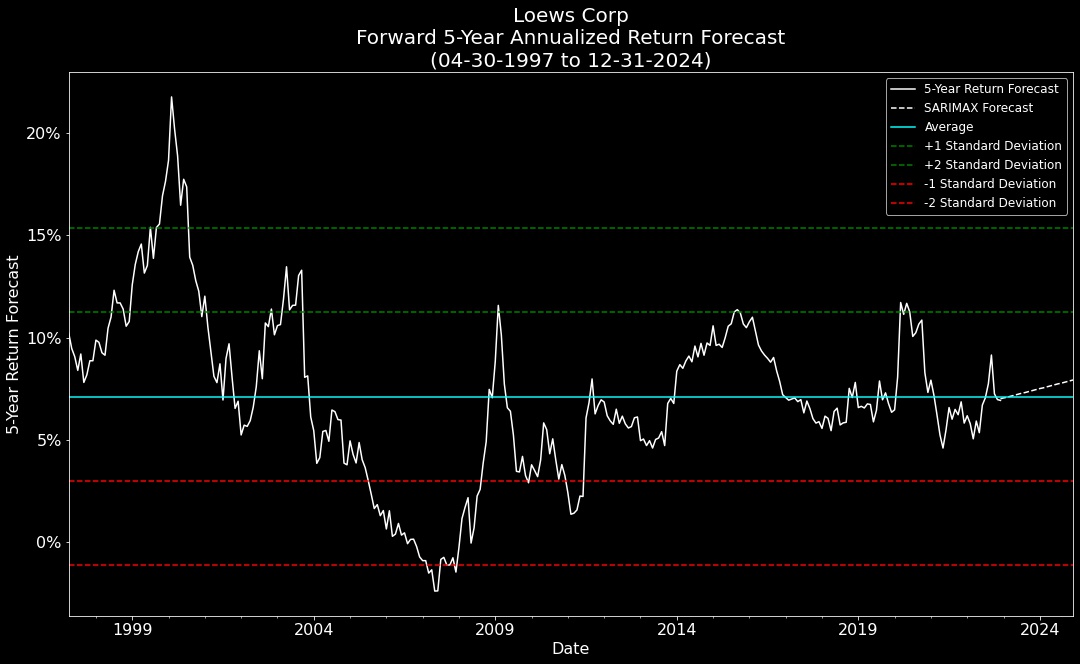 Loews Corp
Forward 5-Year Annualized Return Forecast
(04-30-1997 to 12-31-2024)
5-Year Return Forecast
SARIMAX Forecast
Average
+1 Standard Deviation
+2 Standard Deviation
-1 Standard Deviation
-2 Standard Deviation
20%
15%
10%
5%
0%
5-Year Return Forecast
1999 2004 2009 2014 2019 2024
Date